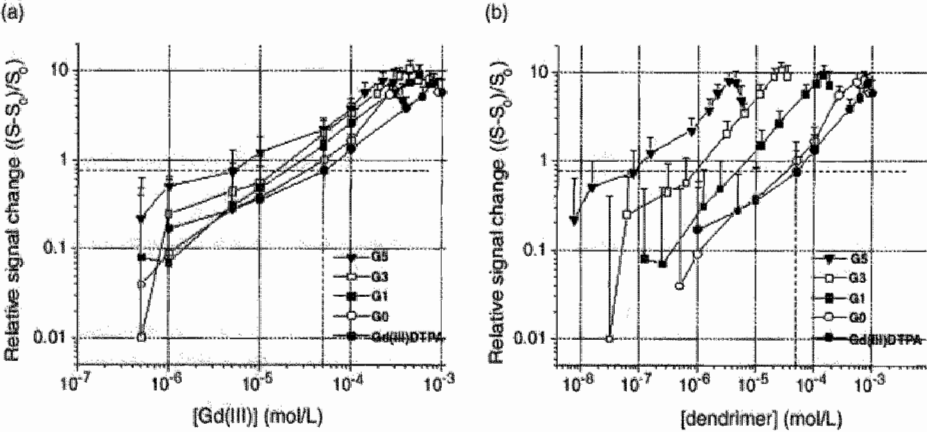 (a)
Relative signal change ((S-S₀)/S₀)
10
1
0.1
0.01
10⁻⁷ 10⁻⁶ 10⁻⁵ 10⁻⁴ 10⁻³
[Gd(III)] (mol/L)
G5
G3
G1
G0
Gd(III)DTPA
(b)
Relative signal change ((S-S₀)/S₀)
10
1
0.1
0.01
10⁻⁸ 10⁻⁷ 10⁻⁶ 10⁻⁵ 10⁻⁴ 10⁻³
[dendrimer] (mol/L)
G5
G3
G1
G0
Gd(III)DTPA